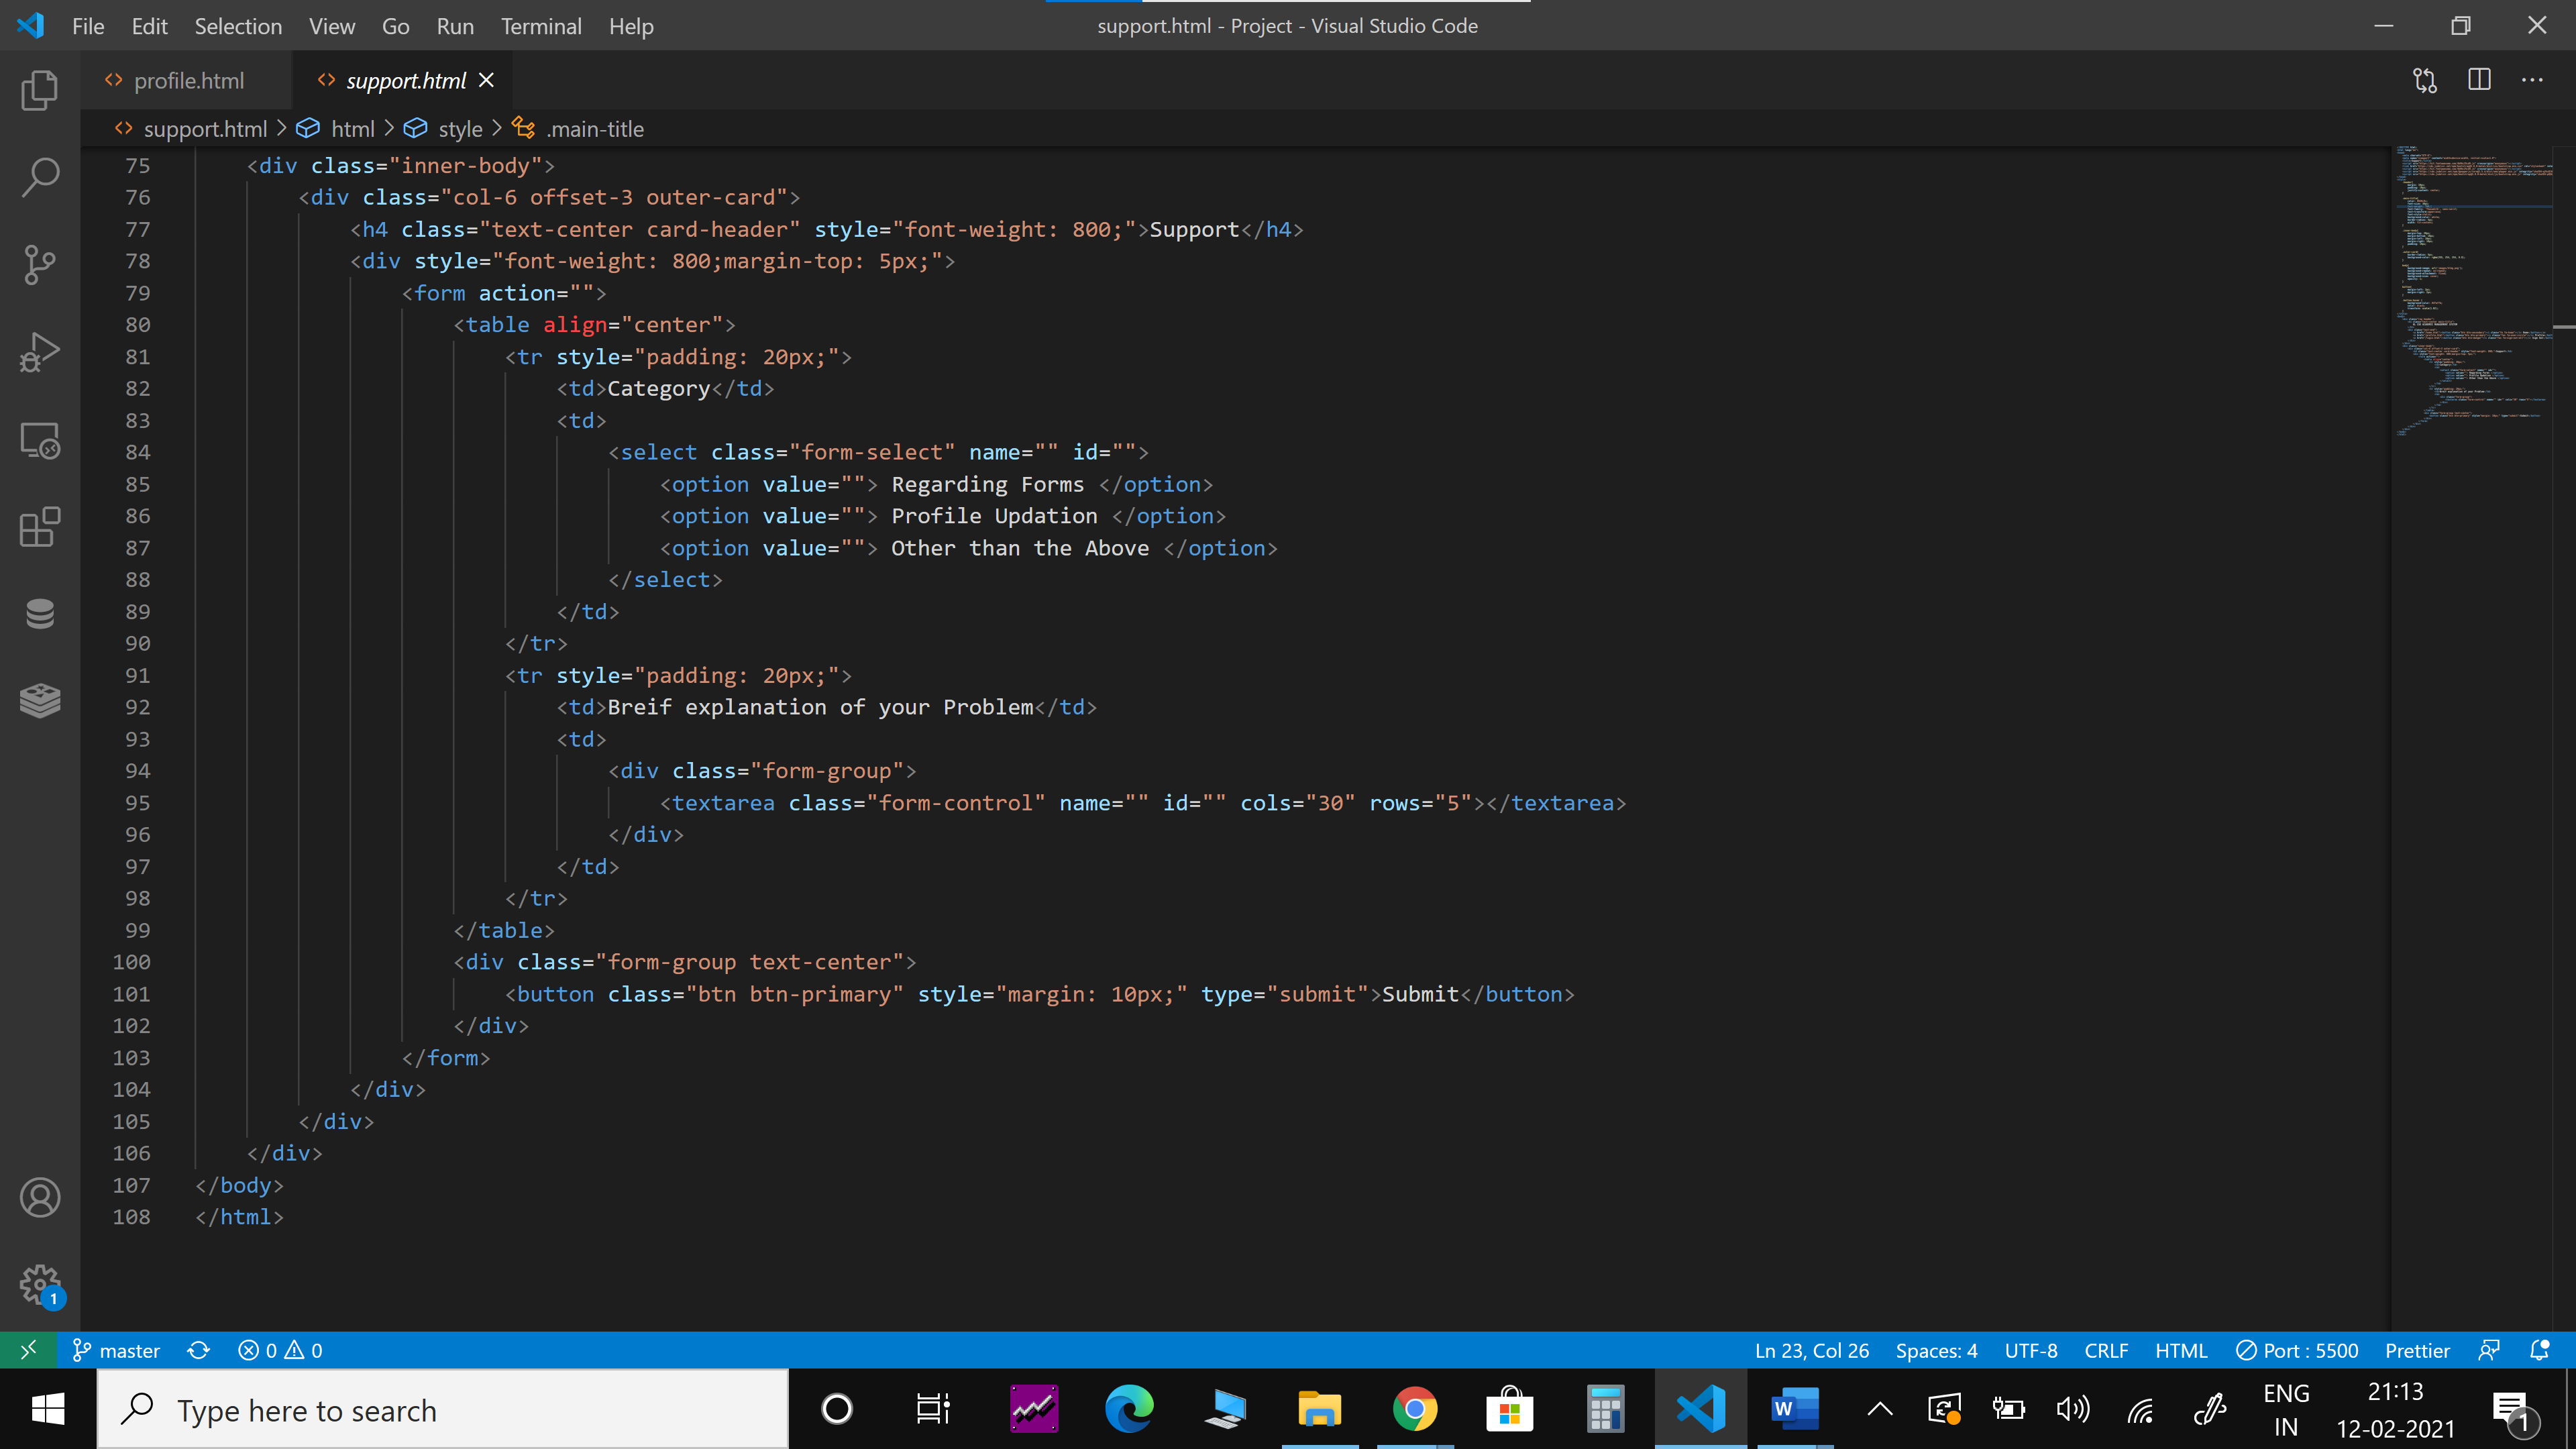 File Edit Selection View Go Run Terminal Help
support.html - Project - Visual Studio Code
profile.html
support.html
support.html > html > style > .main-title
75 <div class="inner-body">
76 <div class="col-6 offset-3 outer-card">
77 <h4 class="text-center card-header" style="font-weight: 800;">Support</h4>
78 <div style="font-weight: 800;margin-top: 5px;">
79 <form action="">
80 <table align="center">
81 <tr style="padding: 20px;">
82 <td>Category</td>
83 <td>
84 <select class="form-select" name="" id="">
85 <option value=""> Regarding Forms </option>
86 <option value=""> Profile Updation </option>
87 <option value=""> Other than the Above </option>
88 </select>
89 </td>
90 </tr>
91 <tr style="padding: 20px;">
92 <td>Breif explanation of your Problem</td>
93 <td>
94 <div class="form-group">
95 <textarea class="form-control" name="" id="" cols="30" rows="5"></textarea>
96 </div>
97 </td>
98 </tr>
99 </table>
100 <div class="form-group text-center">
101 <button class="btn btn-primary" style="margin: 10px;" type="submit">Submit</button>
102 </div>
103 </form>
104 </div>
105 </div>
106 </div>
107 </body>
108 </html>
1
master 0 0 Ln 23, Col 26 Spaces: 4 UTF-8 CRLF HTML Port : 5500 Prettier
Type here to search
W
ENG
IN
21:13
12-02-2021
1